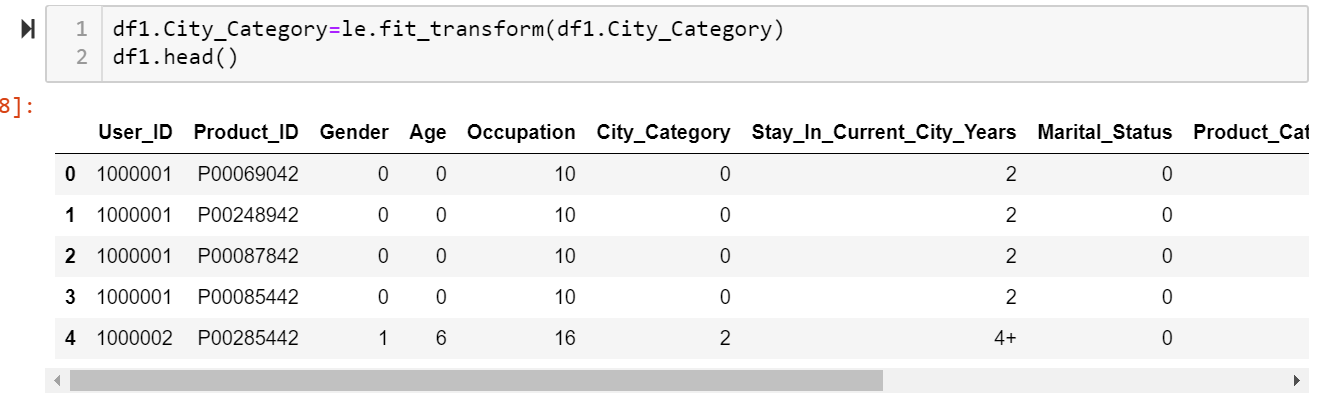 1 df1.City_Category=le.fit_transform(df1.City_Category)
2 df1.head()
8]:
User_ID Product_ID Gender Age Occupation City_Category Stay_In_Current_City_Years Marital_Status Product_Cat
0 1000001 P00069042 0 0 10 0 2 0
1 1000001 P00248942 0 0 10 0 2 0
2 1000001 P00087842 0 0 10 0 2 0
3 1000001 P00085442 0 0 10 0 2 0
4 1000002 P00285442 1 6 16 2 4+ 0